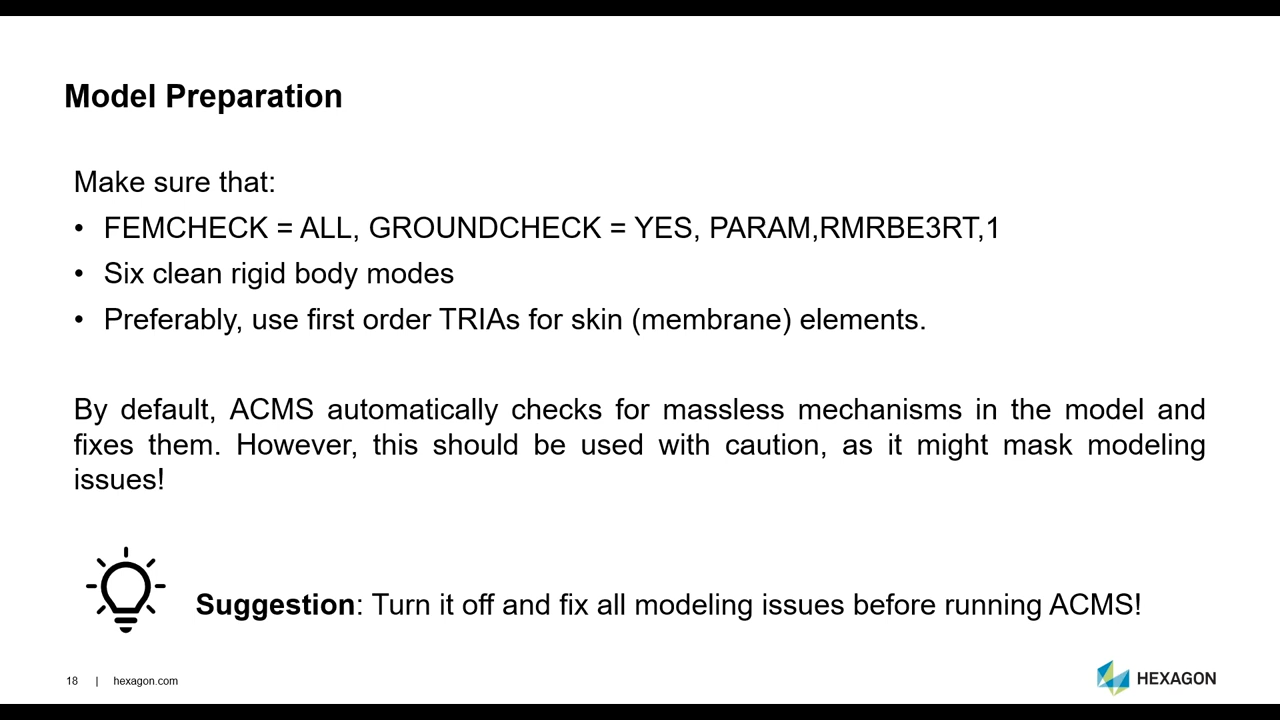 Model Preparation
Make sure that:
• FEMCHECK = ALL, GROUNDCHECK = YES, PARAM,RMRBE3RT,1
• Six clean rigid body modes
• Preferably, use first order TRIAs for skin (membrane) elements.
By default, ACMS automatically checks for massless mechanisms in the model and
fixes them. However, this should be used with caution, as it might mask modeling
issues!
Suggestion: Turn it off and fix all modeling issues before running ACMS!
18 | hexagon.com
HEXAGON